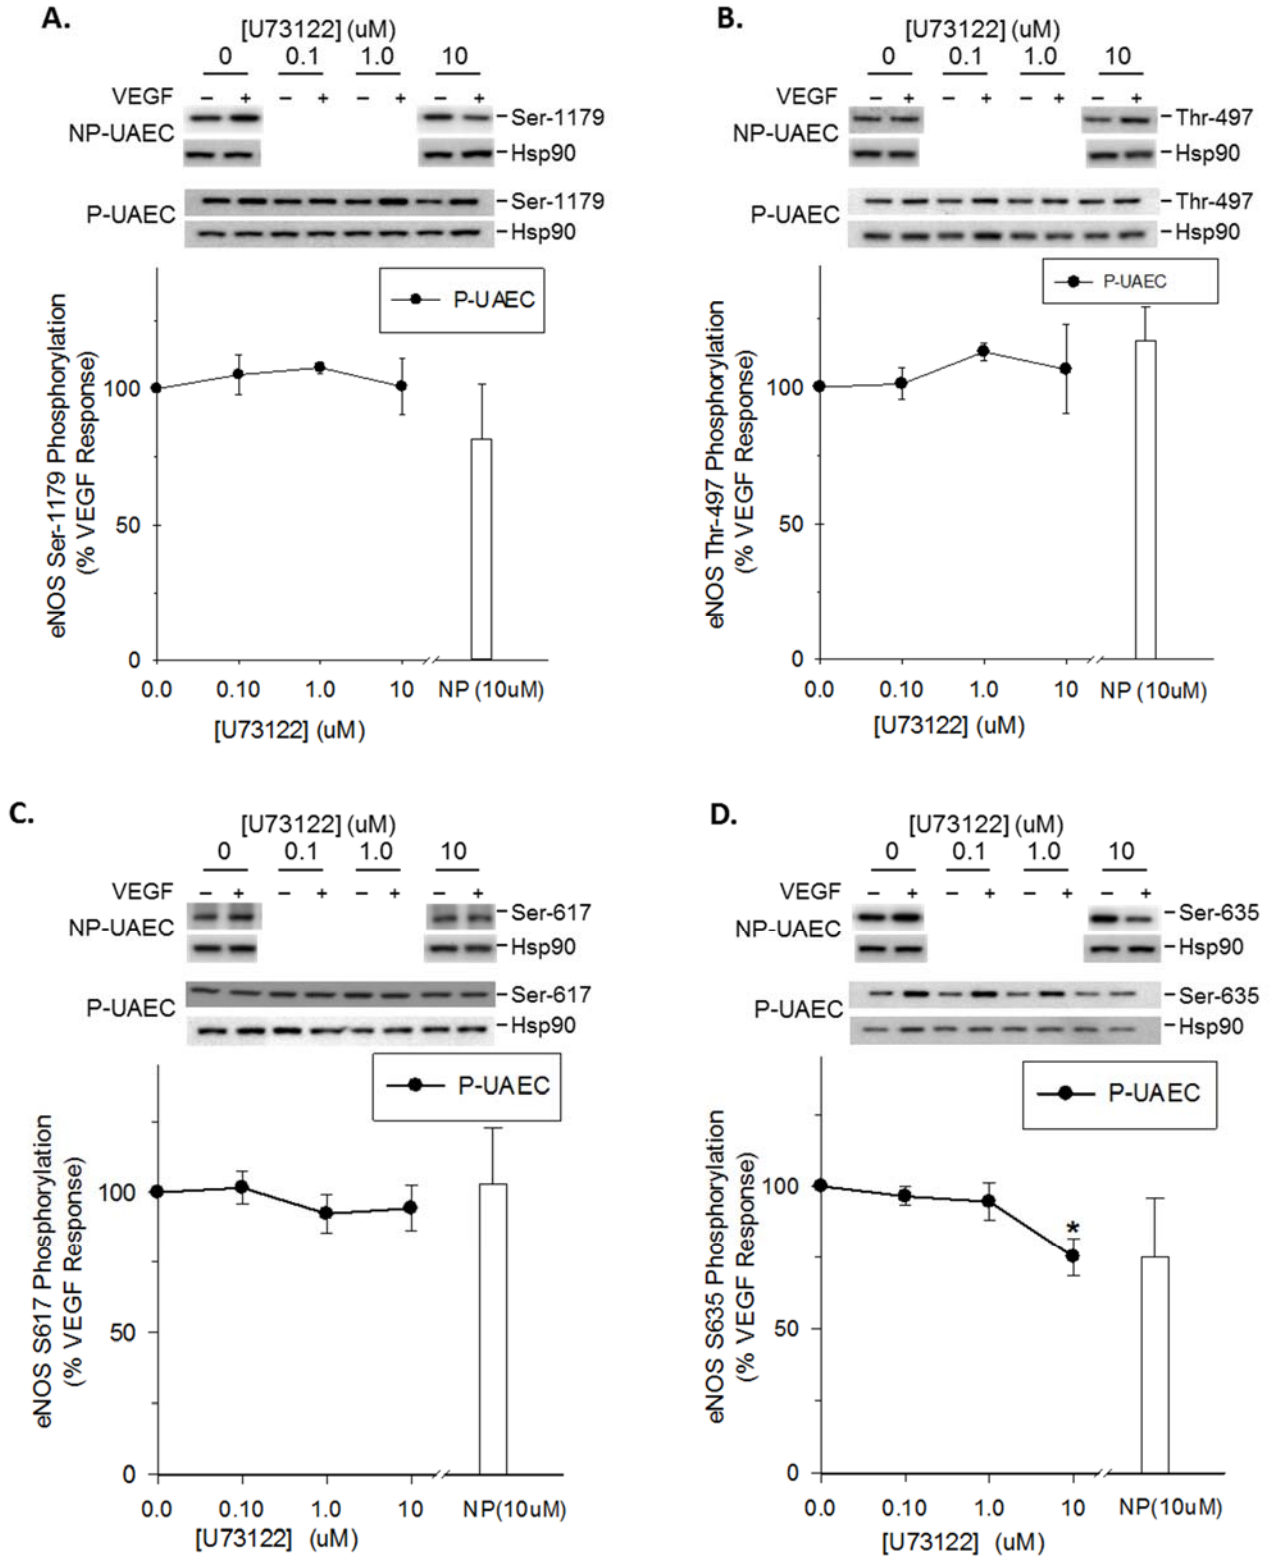 A.
[U73122] (uM)
0 0.1 1.0 10
VEGF − + − + − + − +
NP-UAEC
Ser-1179
Hsp90
P-UAEC
Ser-1179
Hsp90
P-UAEC
eNOS Ser-1179 Phosphorylation
(% VEGF Response)
100
50
0
0.0 0.10 1.0 10 NP (10uM)
[U73122] (uM)
B.
[U73122] (uM)
0 0.1 1.0 10
VEGF − + − + − + − +
NP-UAEC
Thr-497
Hsp90
P-UAEC
Thr-497
Hsp90
P-UAEC
eNOS Thr-497 Phosphorylation
(% VEGF Response)
100
50
0
0.0 0.10 1.0 10 NP (10uM)
[U73122] (uM)
C.
[U73122] (uM)
0 0.1 1.0 10
VEGF − + − + − + − +
NP-UAEC
Ser-617
Hsp90
P-UAEC
Ser-617
Hsp90
P-UAEC
eNOS S617 Phosphorylation
(% VEGF Response)
100
50
0
0.0 0.10 1.0 10 NP(10uM)
[U73122] (uM)
D.
[U73122] (uM)
0 0.1 1.0 10
VEGF − + − + − + − +
NP-UAEC
Ser-635
Hsp90
P-UAEC
Ser-635
Hsp90
P-UAEC
eNOS S635 Phosphorylation
(% VEGF Response)
100
50
0
*
0.0 0.10 1.0 10 NP(10uM)
[U73122] (uM)